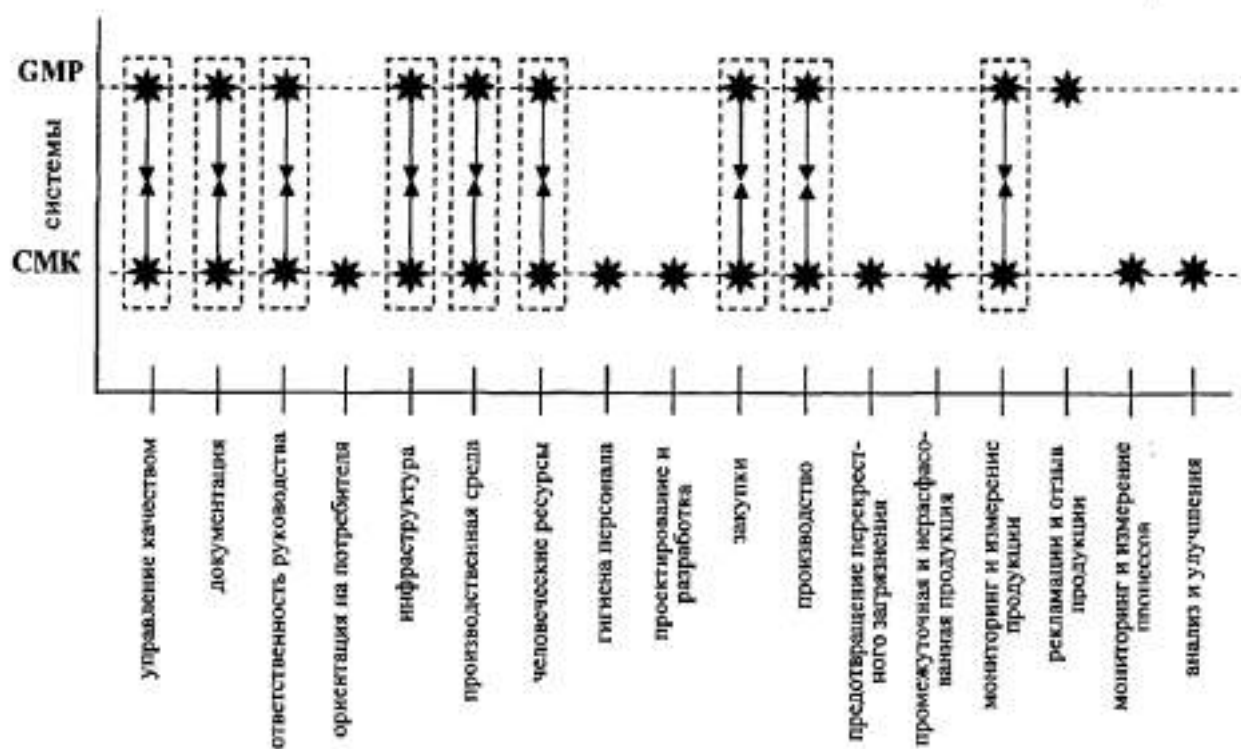 GMP
системы
СМК
управление качеством
документация
ответственность руководства
ориентация на потребителя
инфраструктура
производственная среда
человеческие ресурсы
гигиена персонала
проектирование и
разработка
закупки
производство
предотвращение перекрест-
ного загрязнения
промежуточная и нерасфасо-
ванная продукция
мониторинг и измерение
продукции
рекламации и отзыв
продукции
мониторинг и измерение
процессов
анализ и улучшения